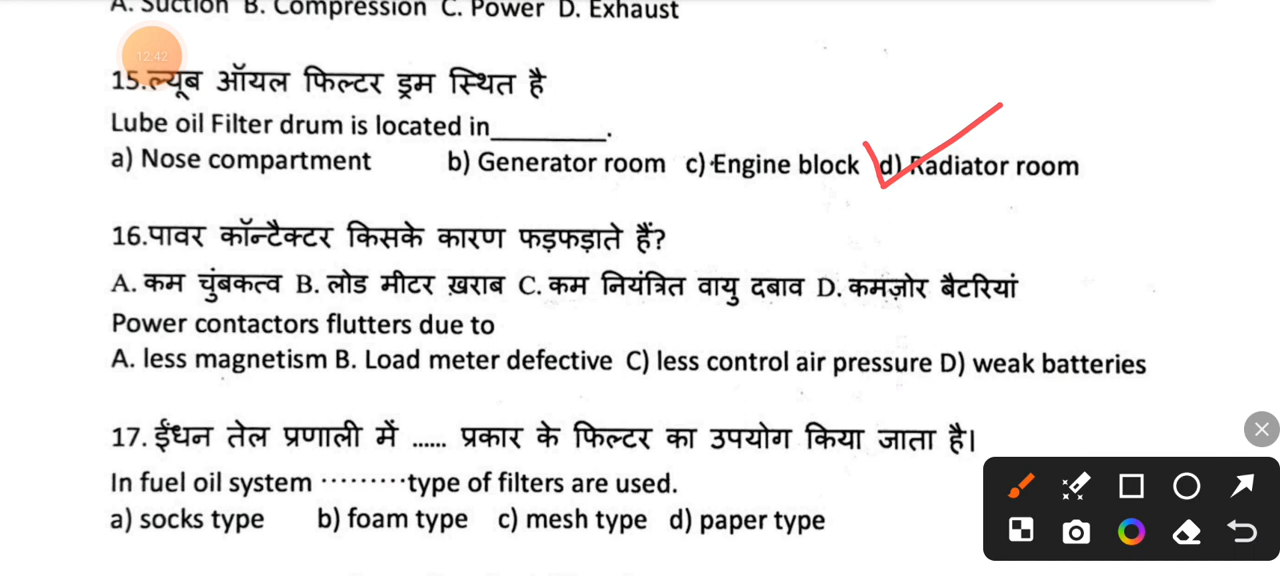 A. Suction B. Compression C. Power D. Exhaust
12:42
15.ल्यूब ऑयल फिल्टर ड्रम स्थित है
Lube oil Filter drum is located in_________.
a) Nose compartment b) Generator room c) Engine block d) Radiator room
16.पावर कॉन्टैक्टर किसके कारण फड़फड़ाते हैं?
A. कम चुंबकत्व B. लोड मीटर ख़राब C. कम नियंत्रित वायु दबाव D. कमज़ोर बैटरियां
Power contactors flutters due to
A. less magnetism B. Load meter defective C) less control air pressure D) weak batteries
17. ईंधन तेल प्रणाली में ...... प्रकार के फिल्टर का उपयोग किया जाता है।
In fuel oil system ·········type of filters are used.
a) socks type b) foam type c) mesh type d) paper type